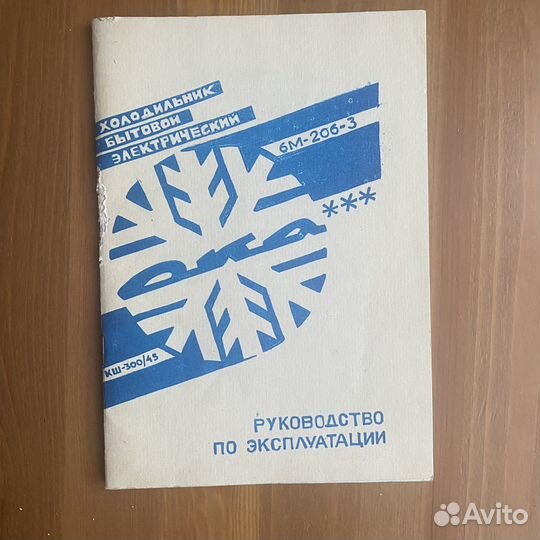 ХОЛОДИЛЬНИК
БЫТОВОЙ
ЭЛЕКТРИЧЕСКИЙ
6М-206-3
ОКА***
КШ-300/45
РУКОВОДСТВО
ПО ЭКСПЛУАТАЦИИ
Avito